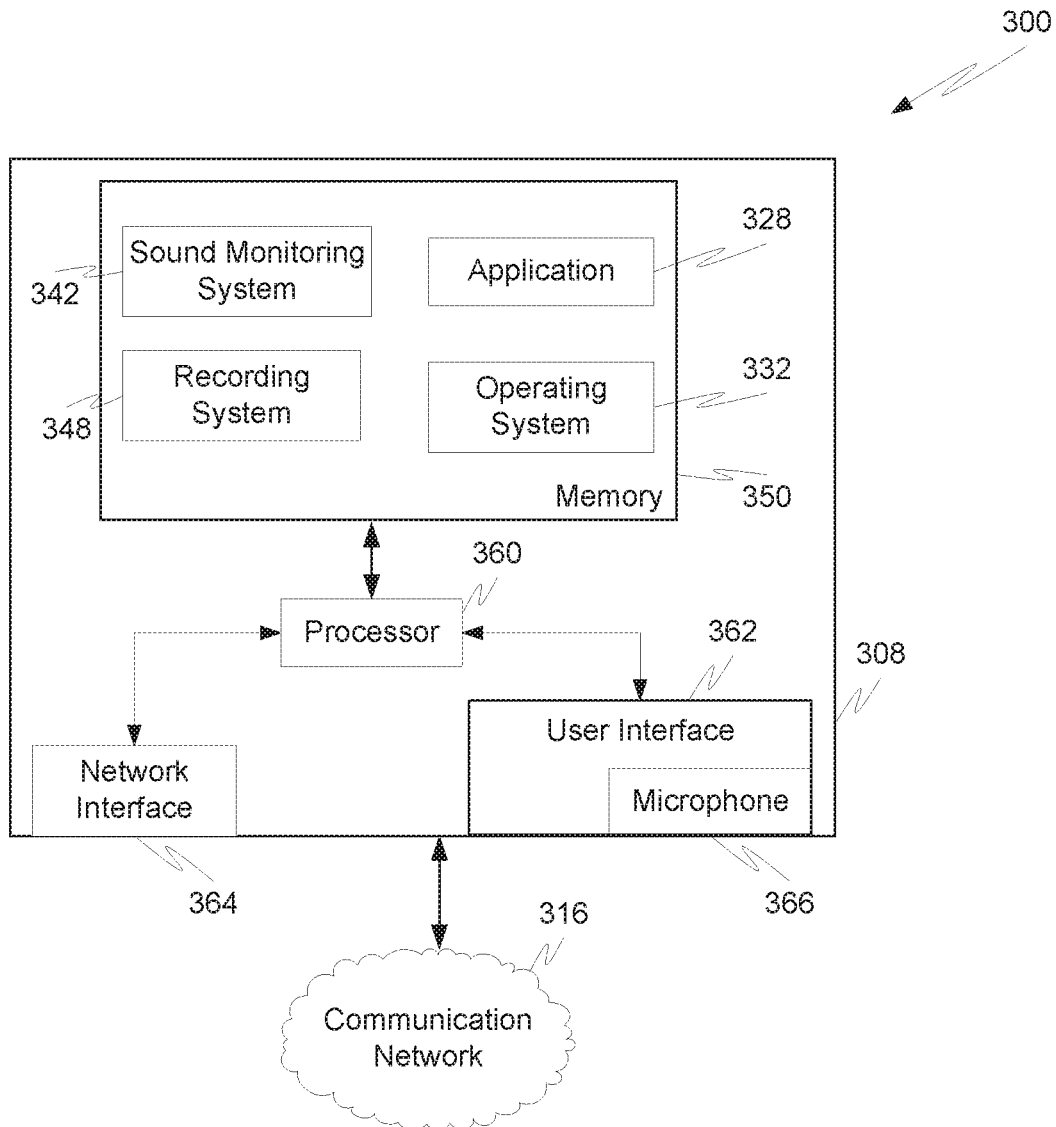 300
Sound Monitoring
System
342
Application
328
Recording
System
348
Operating
System
332
Memory
350
360
Processor
362
308
User Interface
Network
Interface
Microphone
364
366
316
Communication
Network